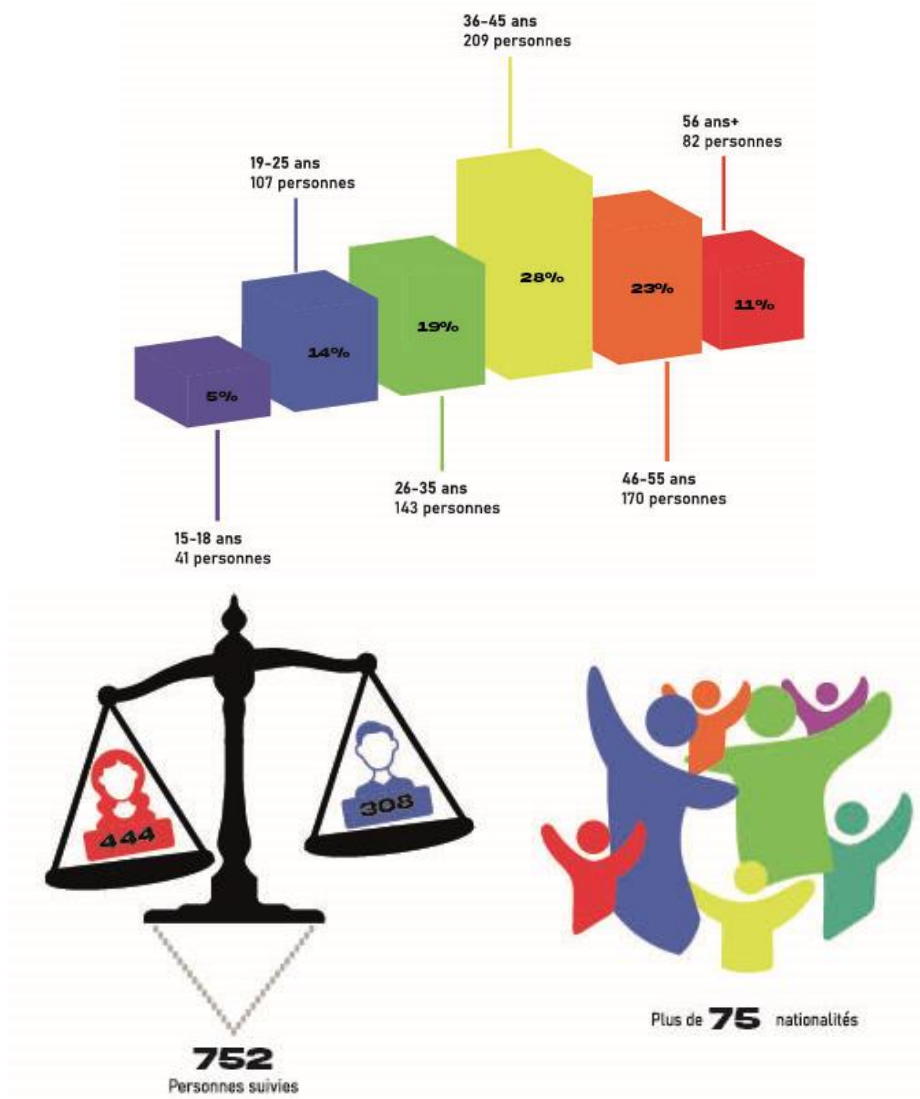 36-45 ans
209 personnes
56 ans+
82 personnes
19-25 ans
107 personnes
28%
23%
11%
19%
14%
5%
26-35 ans
143 personnes
46-55 ans
170 personnes
15-18 ans
41 personnes
444
308
752
Personnes suivies
Plus de 75 nationalités